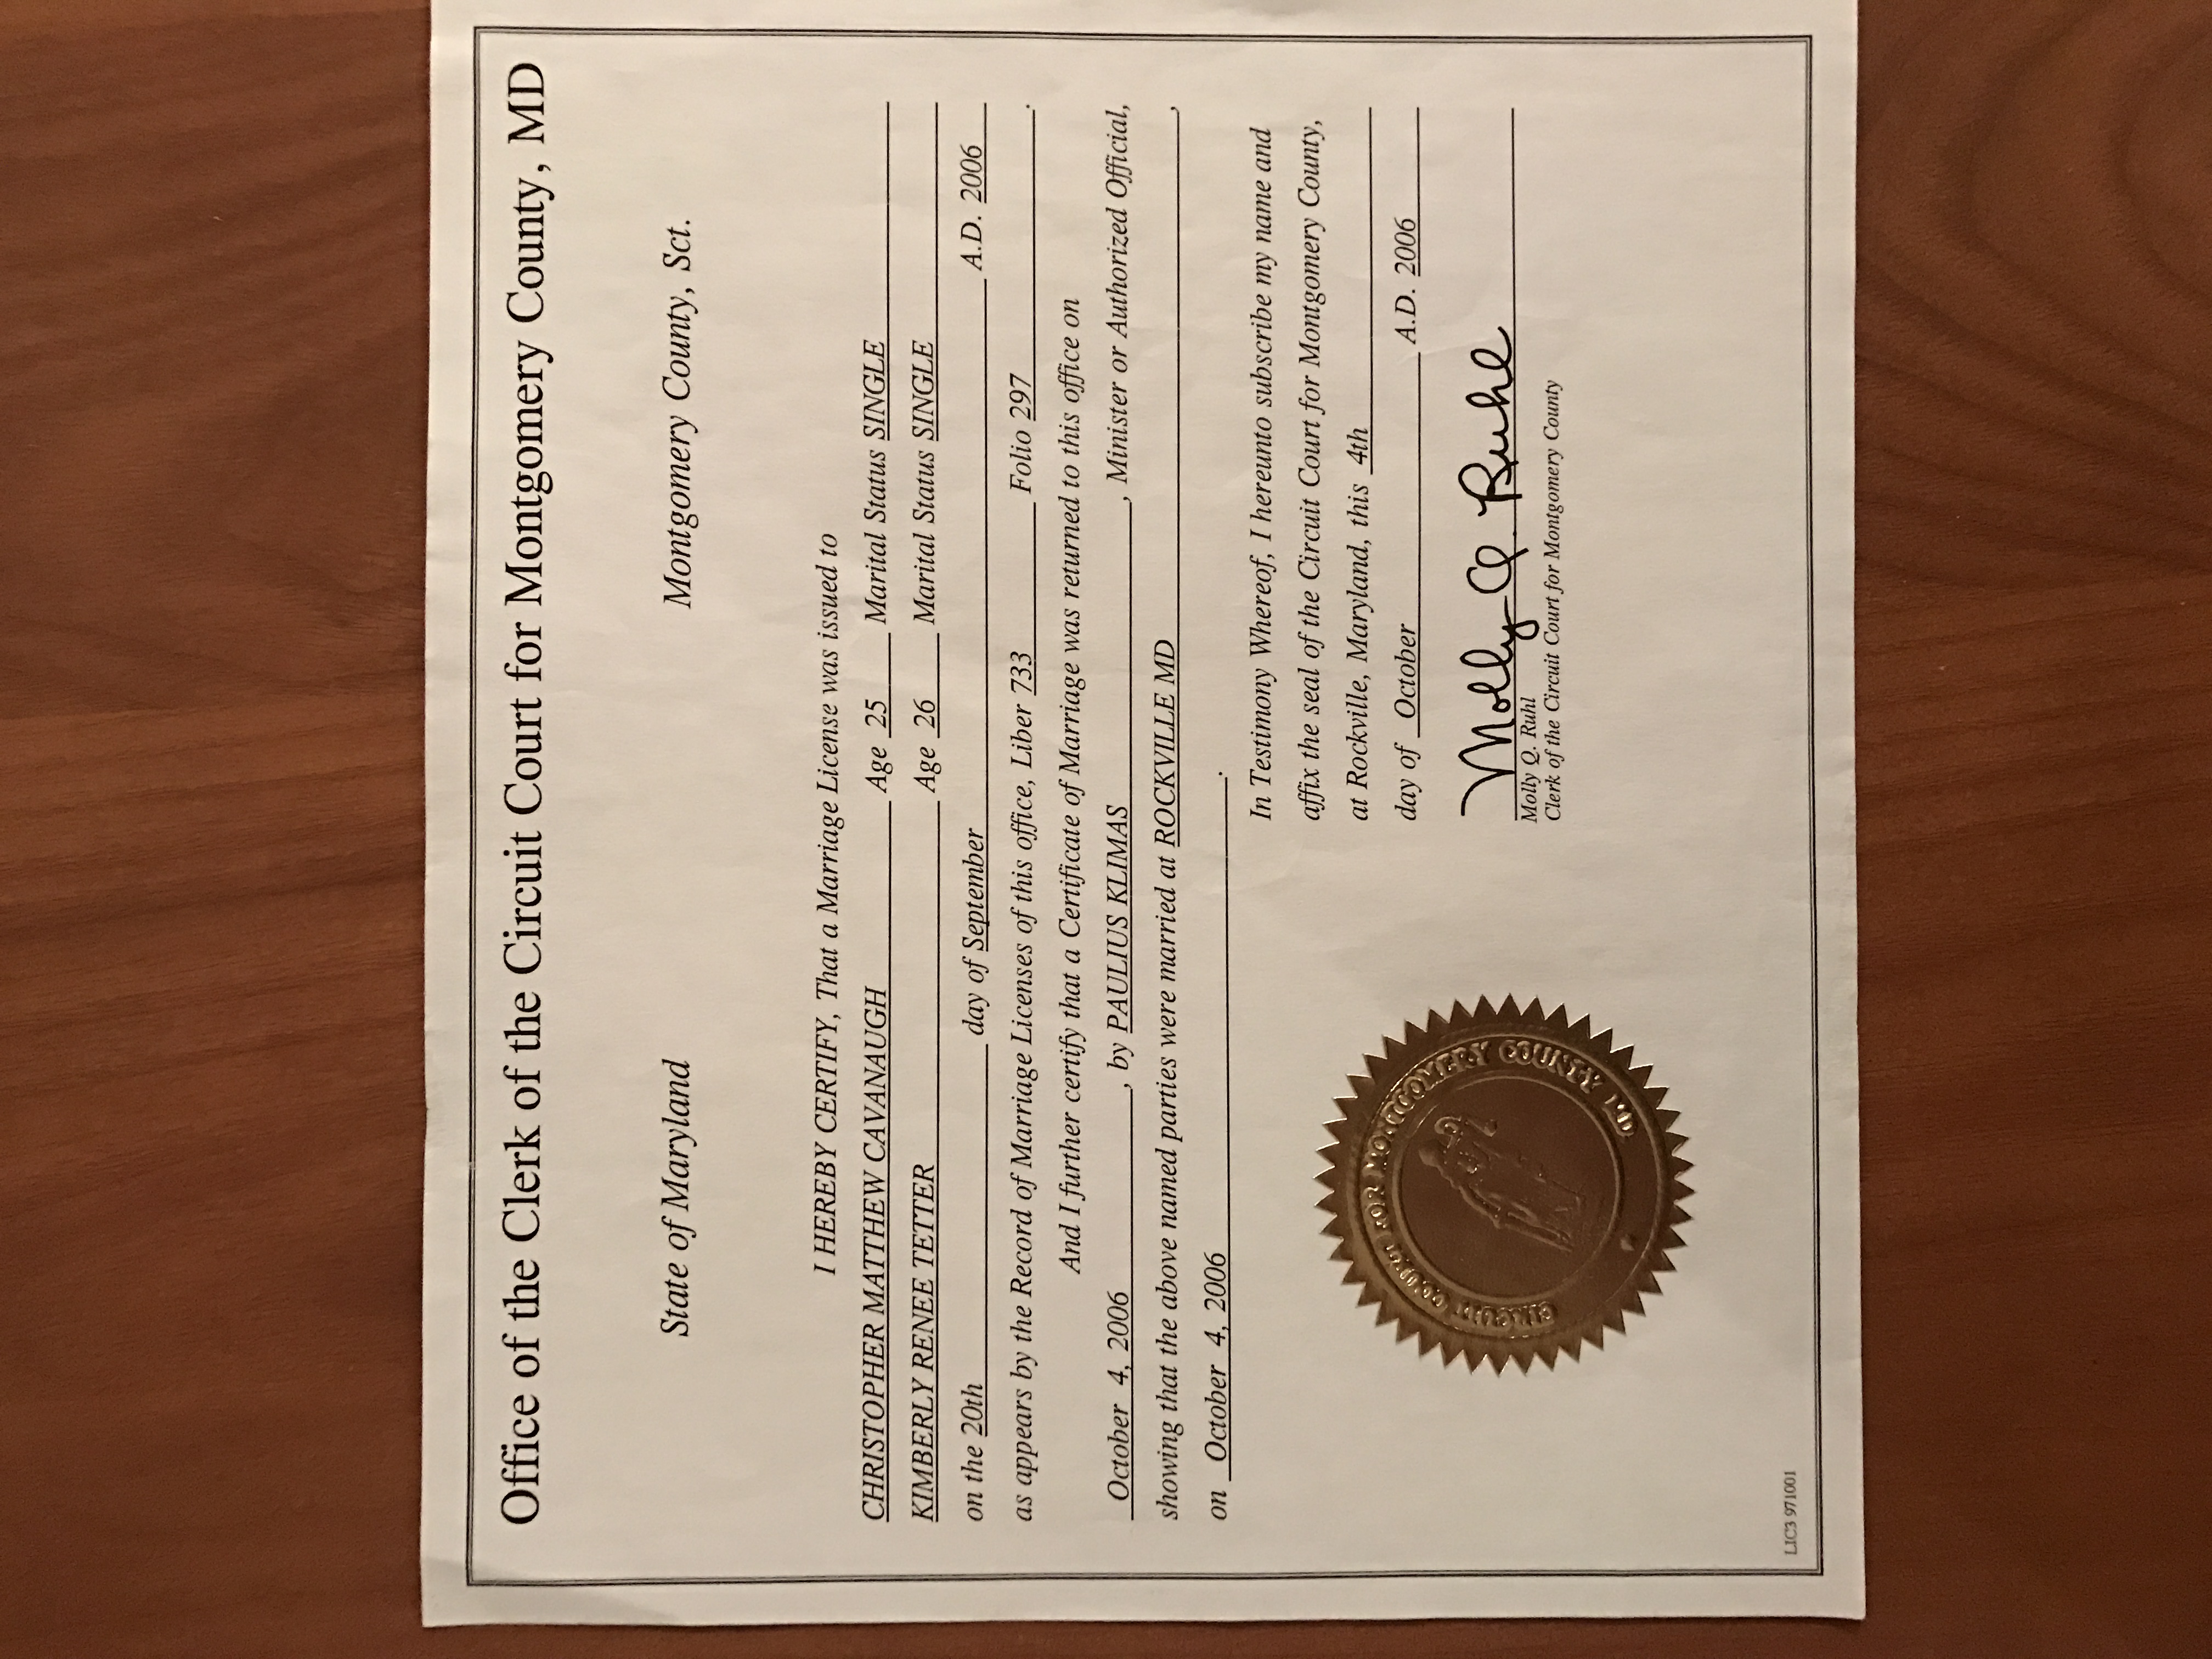 Office of the Clerk of the Circuit Court for Montgomery County, MD
State of Maryland Montgomery County, Sct.
I HEREBY CERTIFY, That a Marriage License was issued to
CHRISTOPHER MATTHEW CAVANAUGH Age 25 Marital Status SINGLE
KIMBERLY RENEE TETTER Age 26 Marital Status SINGLE
on the 20th day of September A.D. 2006
as appears by the Record of Marriage Licenses of this office, Liber 733 Folio 297.
And I further certify that a Certificate of Marriage was returned to this office on
October 4, 2006, by PAULIUS KLIMAS, Minister or Authorized Official,
showing that the above named parties were married at ROCKVILLE MD,
on October 4, 2006.
In Testimony Whereof, I hereunto subscribe my name and
affix the seal of the Circuit Court for Montgomery County,
at Rockville, Maryland, this 4th
day of October A.D. 2006
Molly Q. Ruhl
Molly Q. Ruhl
Clerk of the Circuit Court for Montgomery County
CIRCUIT COURT FOR MONTGOMERY COUNTY MD
LIC3 971001